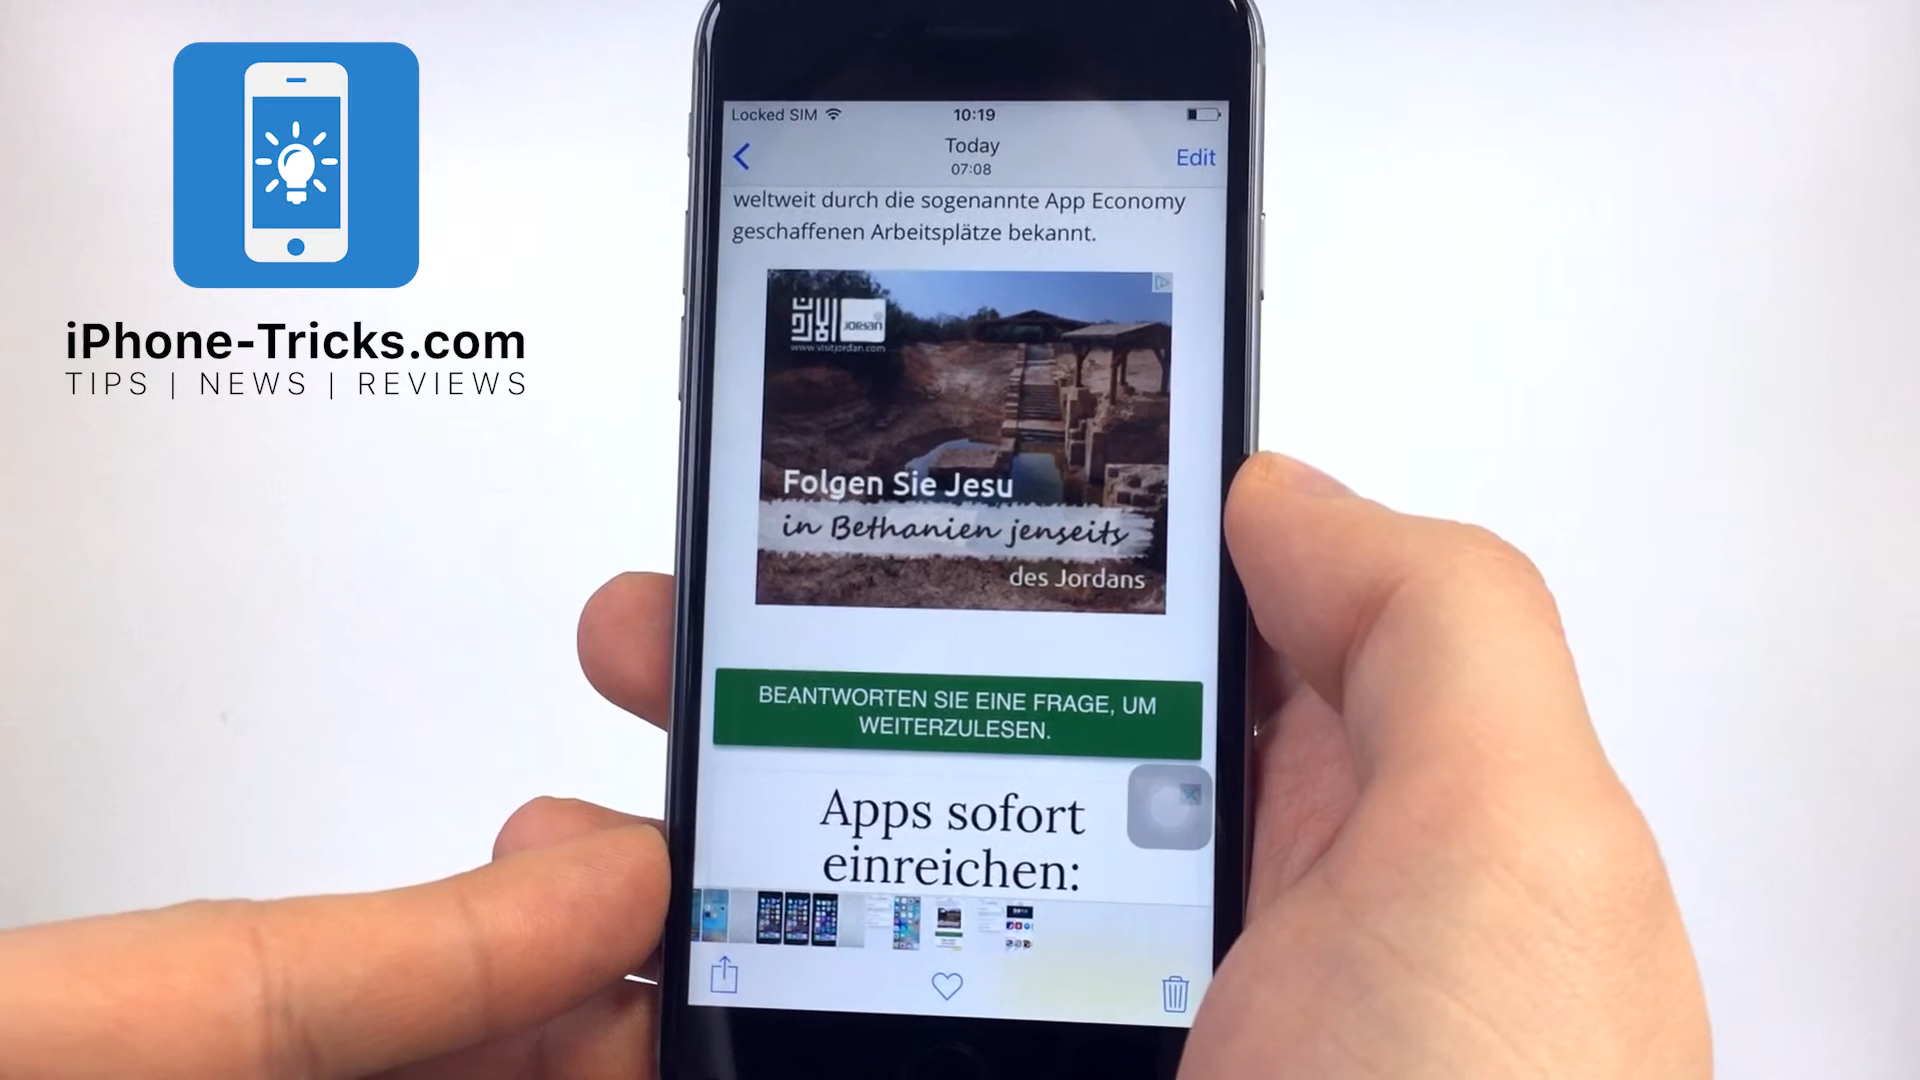 iPhone-Tricks.com
TIPS | NEWS | REVIEWS
Locked SIM
10:19
Today
07:08
Edit
weltweit durch die sogenannte App Economy
geschaffenen Arbeitsplätze bekannt.
الأردن
JORDAN
www.visitjordan.com
Folgen Sie Jesu
in Bethanien jenseits
des Jordans
BEANTWORTEN SIE EINE FRAGE, UM
WEITERZULESEN.
Apps sofort
einreichen: